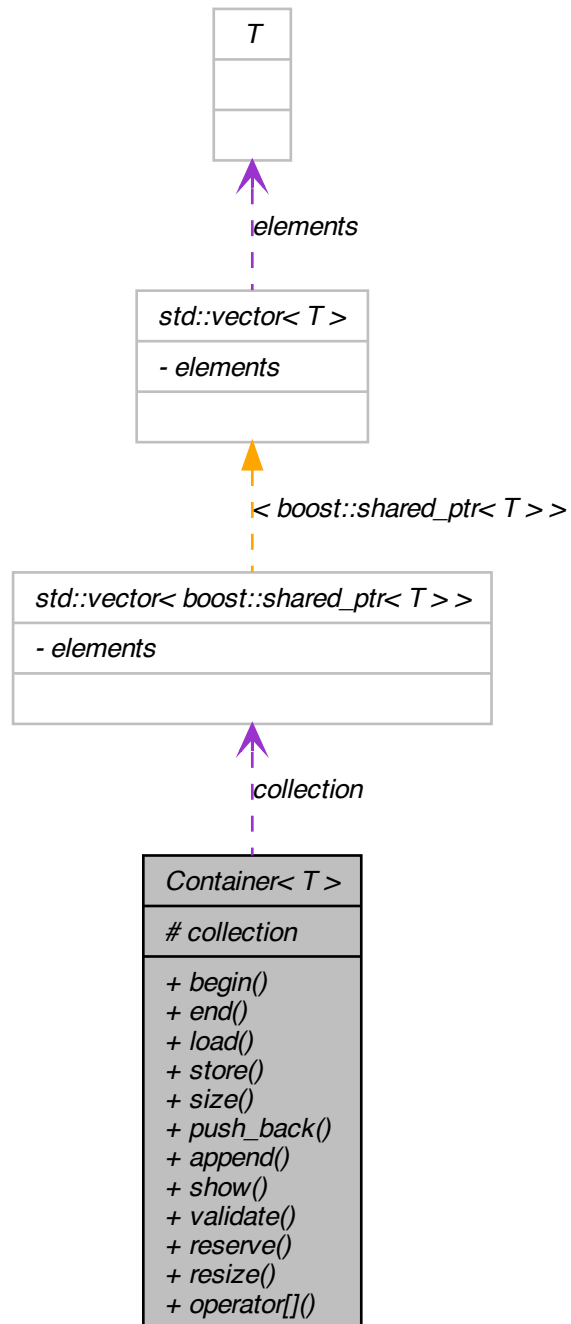 T
elements
std::vector< T >
- elements
< boost::shared_ptr< T > >
std::vector< boost::shared_ptr< T > >
- elements
collection
Container< T >
# collection
+ begin()
+ end()
+ load()
+ store()
+ size()
+ push_back()
+ append()
+ show()
+ validate()
+ reserve()
+ resize()
+ operator[]()